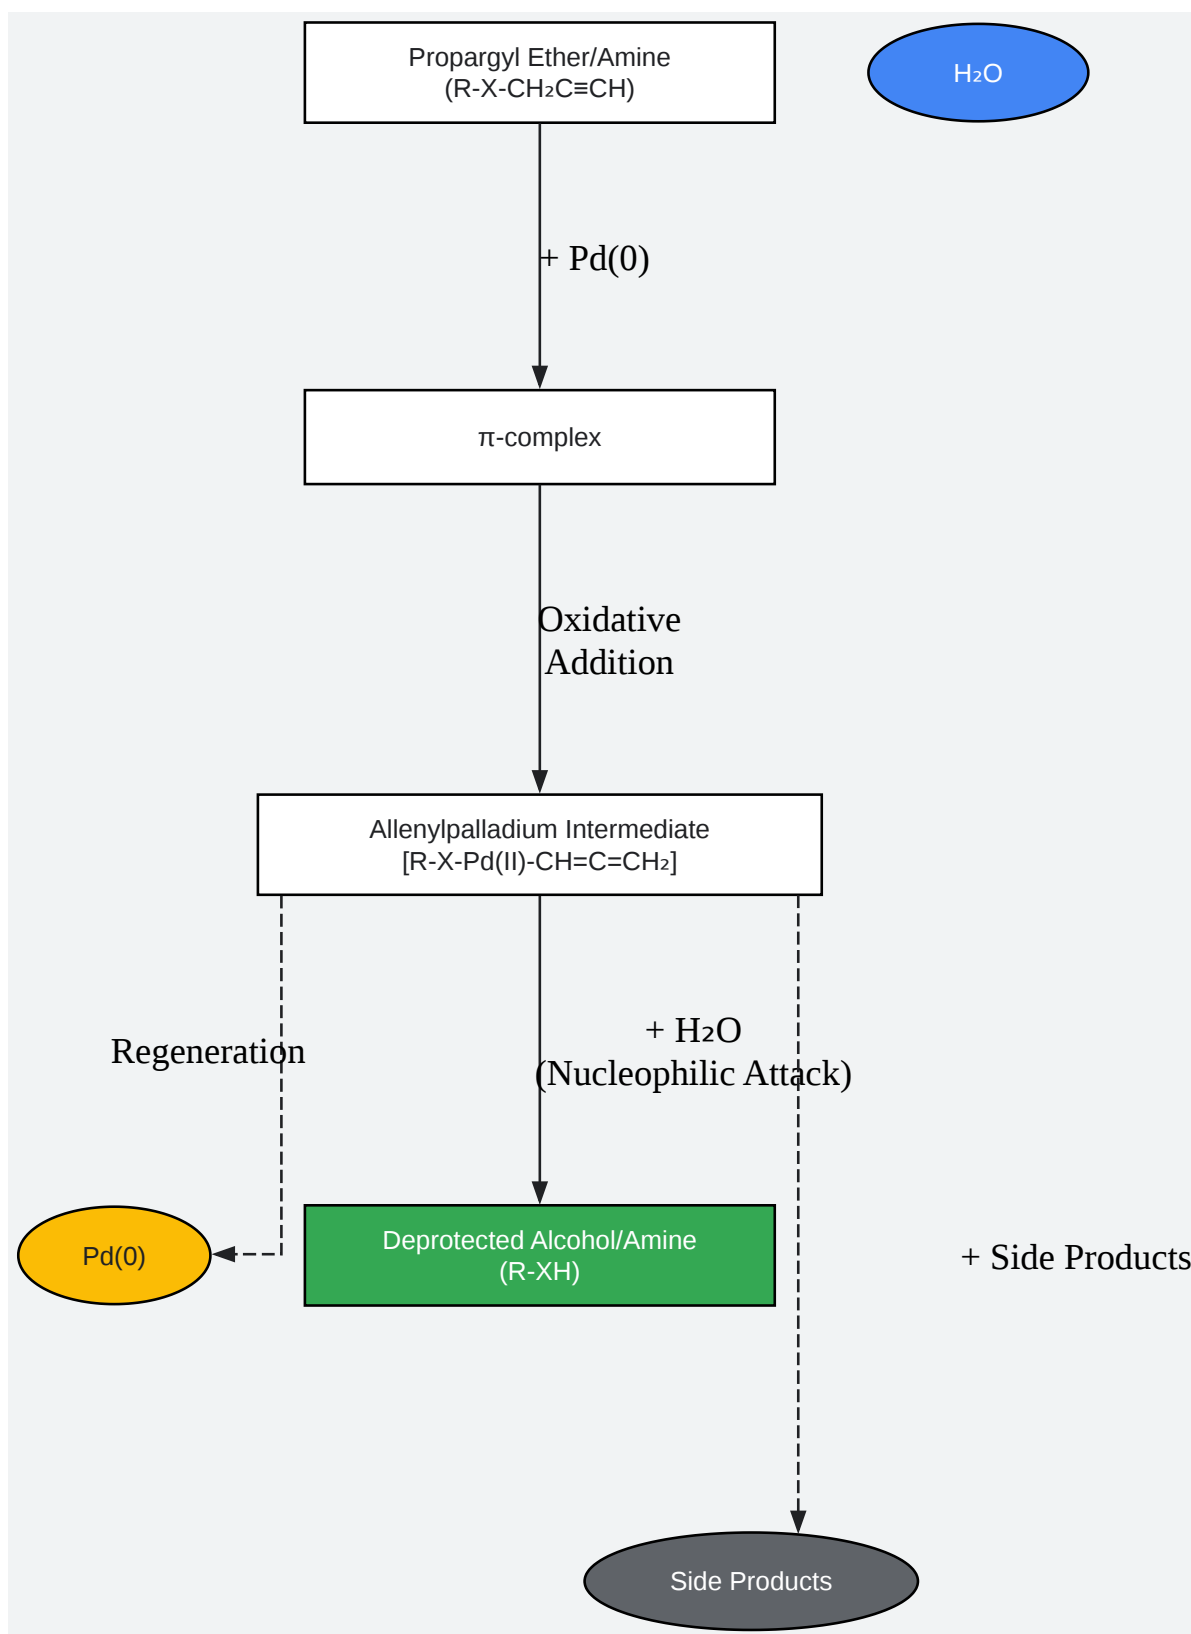 Propargyl Ether/Amine
(R-X-CH₂C≡CH)
H₂O
+ Pd(0)
π-complex
Oxidative
Addition
Allenylpalladium Intermediate
[R-X-Pd(II)-CH=C=CH₂]
Regeneration
+ H₂O
(Nucleophilic Attack)
Pd(0)
Deprotected Alcohol/Amine
(R-XH)
+ Side Products
Side Products